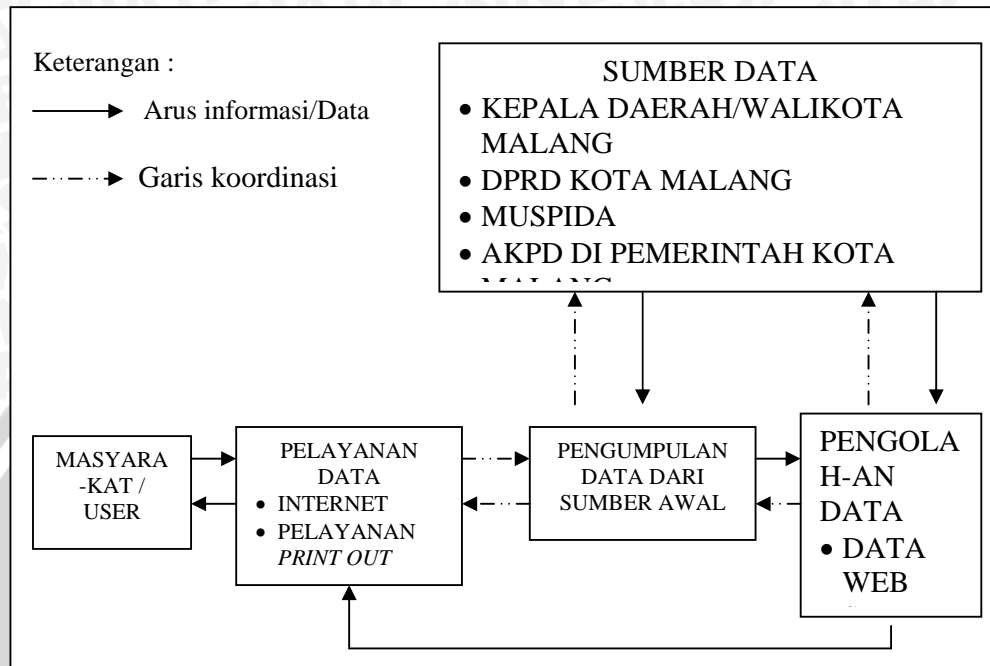 Keterangan :
Arus informasi/Data
Garis koordinasi
SUMBER DATA
• KEPALA DAERAH/WALIKOTA
MALANG
• DPRD KOTA MALANG
• MUSPIDA
• AKPD DI PEMERINTAH KOTA
MASYARA
-KAT /
USER
PELAYANAN
DATA
• INTERNET
• PELAYANAN
PRINT OUT
PENGUMPULAN
DATA DARI
SUMBER AWAL
PENGOLA
H-AN
DATA
• DATA
WEB